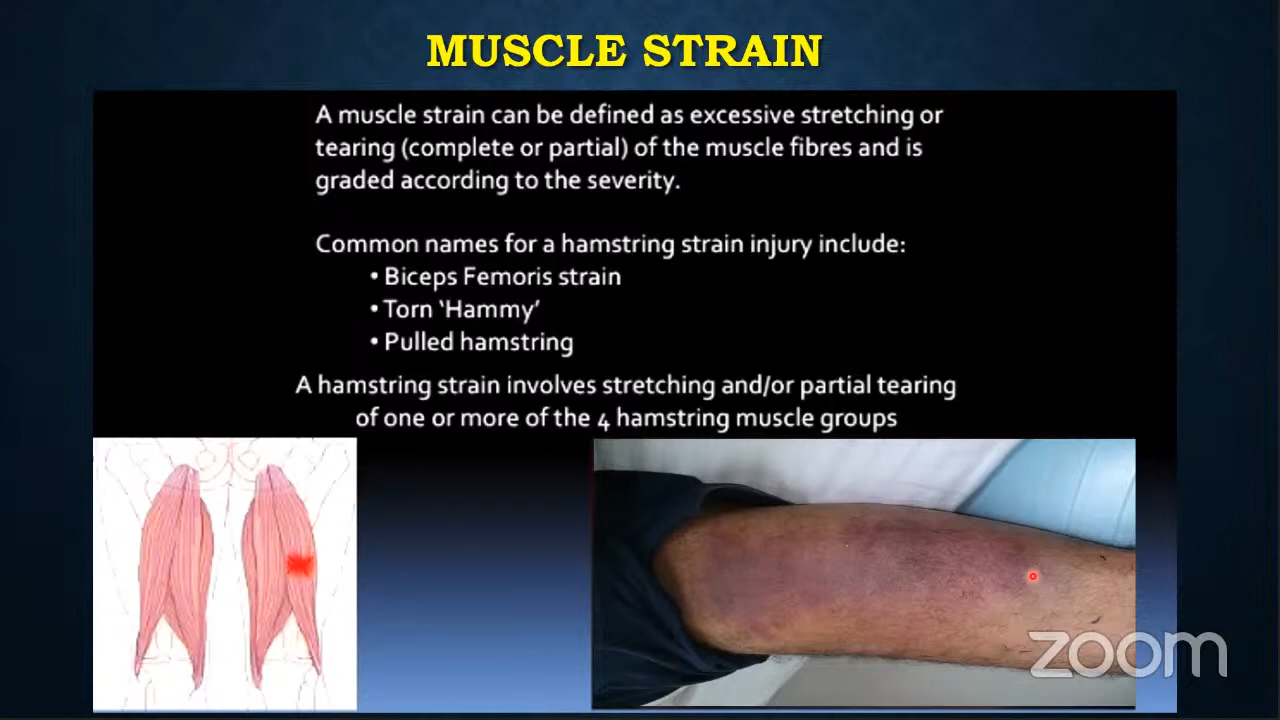 MUSCLE STRAIN
A muscle strain can be defined as excessive stretching or
tearing (complete or partial) of the muscle fibres and is
graded according to the severity.
Common names for a hamstring strain injury include:
• Biceps Femoris strain
• Torn ‘Hammy’
• Pulled hamstring
A hamstring strain involves stretching and/or partial tearing
of one or more of the 4 hamstring muscle groups
zoom